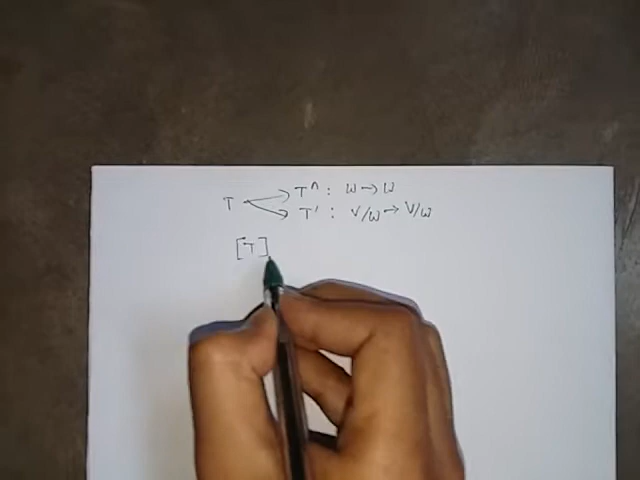 T → T^ : W → W
T' : V/W → V/W
[T]